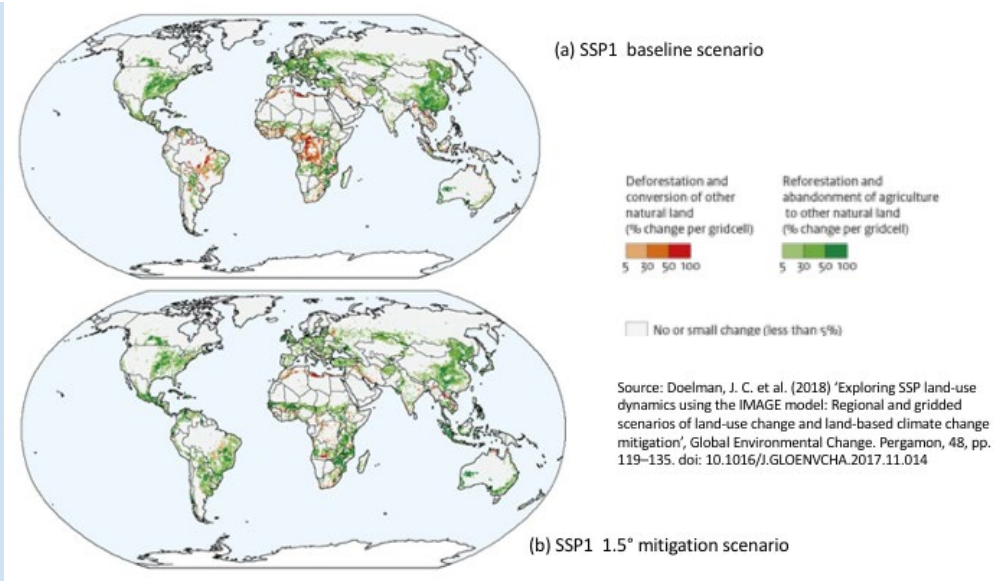 (a) SSP1 baseline scenario
Deforestation and
conversion of other
natural land
(% change per gridcell)
5 30 50 100
Reforestation and
abandonment of agriculture
to other natural land
(% change per gridcell)
5 30 50 100
No or small change (less than 5%)
Source: Doelman, J. C. et al. (2018) ‘Exploring SSP land-use
dynamics using the IMAGE model: Regional and gridded
scenarios of land-use change and land-based climate change
mitigation’, Global Environmental Change. Pergamon, 48, pp.
119–135. doi: 10.1016/J.GLOENVCHA.2017.11.014
(b) SSP1 1.5° mitigation scenario